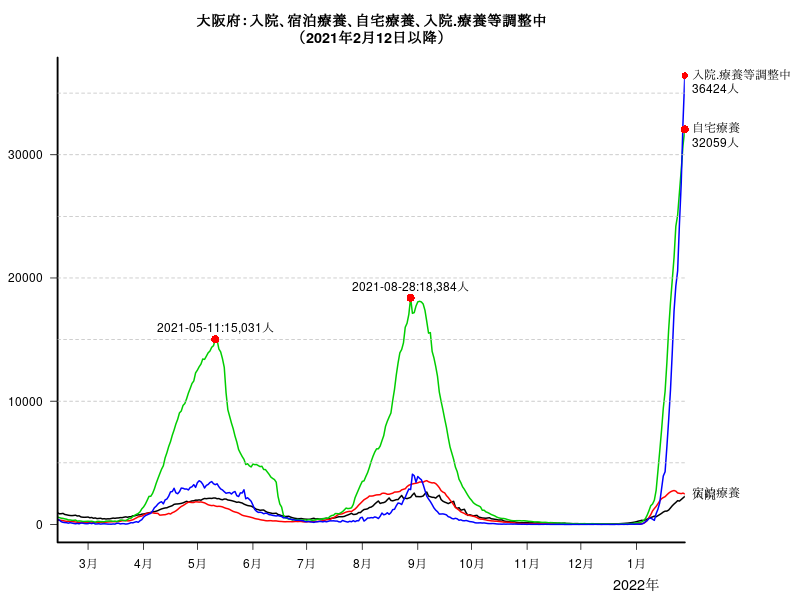 大阪府：入院、宿泊療養、自宅療養、入院.療養等調整中
（2021年2月12日以降）
入院.療養等調整中
36424人
自宅療養
32059人
30000
2021-08-28:18,384人
20000
2021-05-11:15,031人
10000
宿泊療養
0
3月 4月 5月 6月 7月 8月 9月 10月 11月 12月 1月
2022年